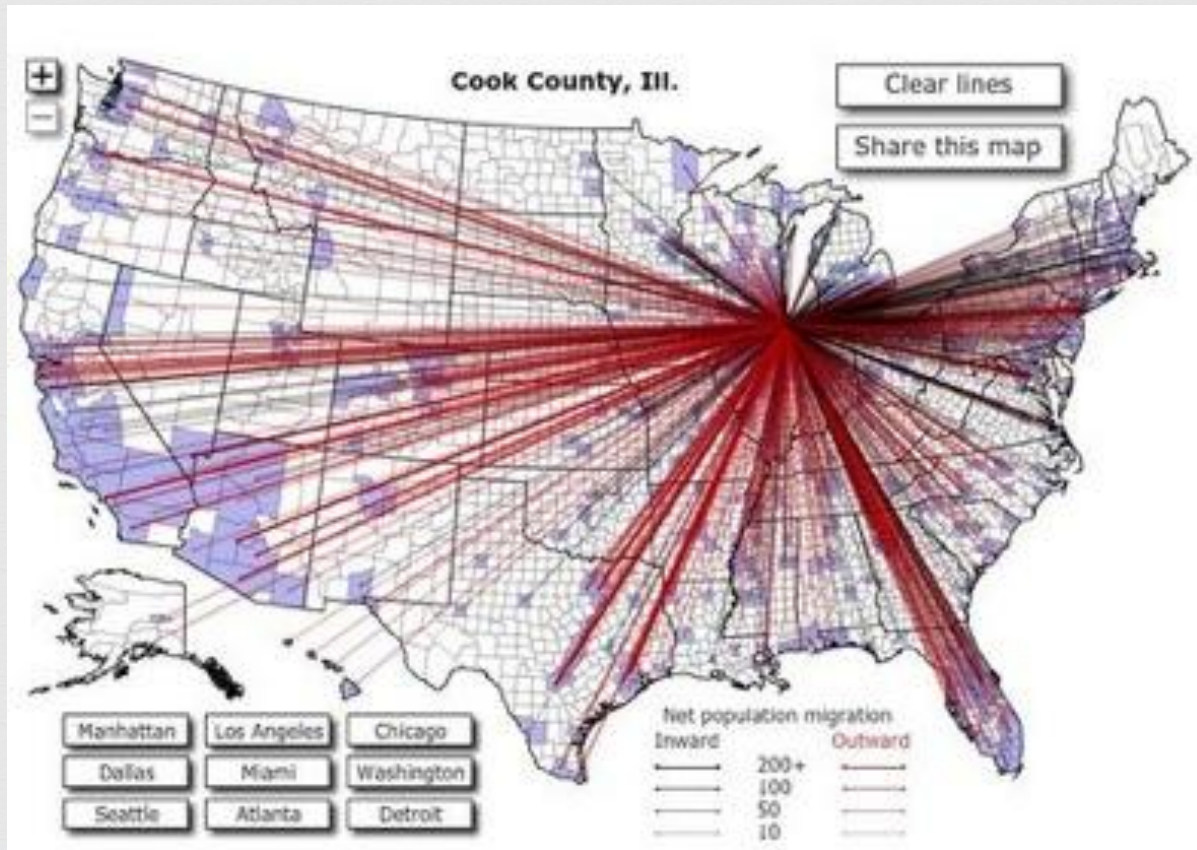 +
−
Cook County, Ill.
Clear lines
Share this map
Manhattan
Los Angeles
Chicago
Dallas
Miami
Washington
Seattle
Atlanta
Detroit
Net population migration
Inward Outward
200+
100
50
10